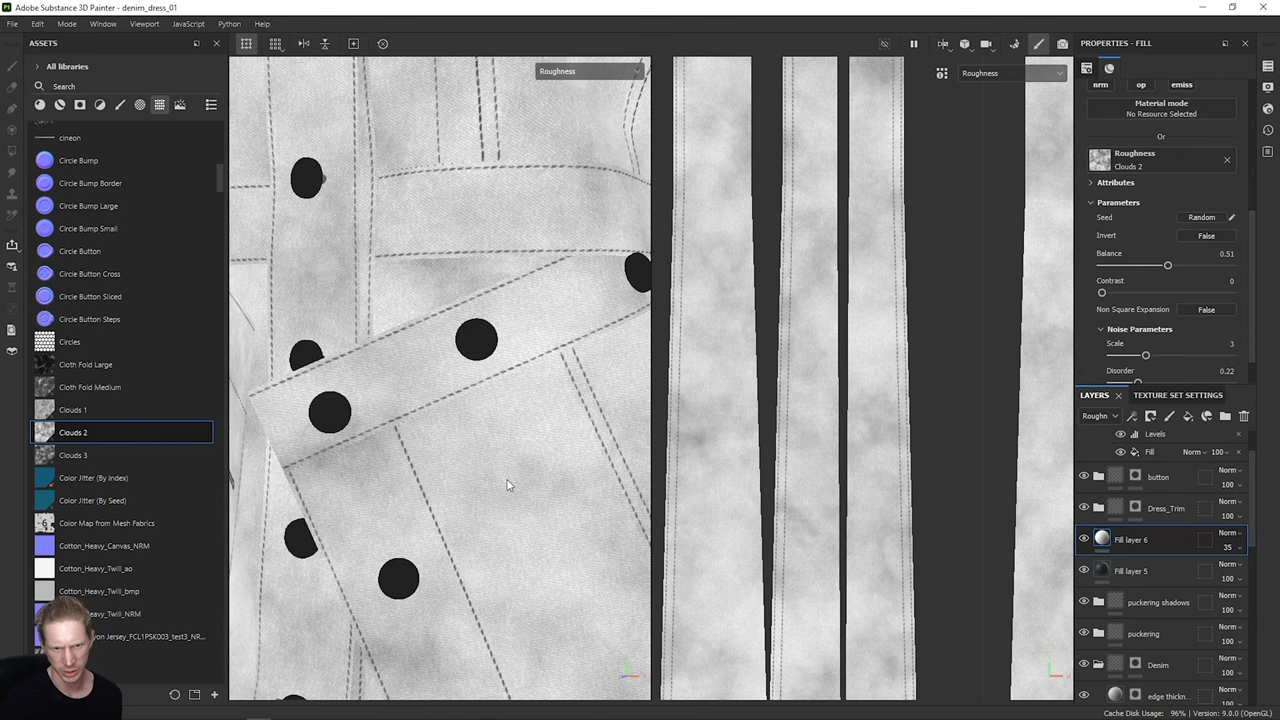 Adobe Substance 3D Painter - denim_dress_01
File Edit Mode Window Viewport JavaScript Python Help
ASSETS
All libraries
Search
cineon
Circle Bump
Circle Bump Border
Circle Bump Large
Circle Bump Small
Circle Button
Circle Button Cross
Circle Button Sliced
Circle Button Steps
Circles
Cloth Fold Large
Cloth Fold Medium
Clouds 1
Clouds 2
Clouds 3
Color Jitter (By Index)
Color Jitter (By Seed)
Color Map from Mesh Fabrics
Cotton_Heavy_Canvas_NRM
Cotton_Heavy_Twill_ao
Cotton_Heavy_Twill_bmp
_Heavy_Twill_NRM
on Jersey_FCL1PSK003_test3_NR...
Roughness
Roughness
PROPERTIES - FILL
nrm op emiss
Material mode
No Resource Selected
Or
Roughness
Clouds 2
Attributes
Parameters
Seed Random
Invert False
Balance 0.51
Contrast 0
Non Square Expansion False
Noise Parameters
Scale 3
Disorder 0.22
LAYERS TEXTURE SET SETTINGS
Roughn
Levels
Fill Norm 100
button Norm 100
Dress_Trim Norm 100
Fill layer 6 Norm 35
Fill layer 5 Norm 100
puckering shadows Norm 100
puckering Norm 100
Denim Norm 100
edge thickn... Norm
Cache Disk Usage: 96% | Version: 9.0.0 (OpenGL)